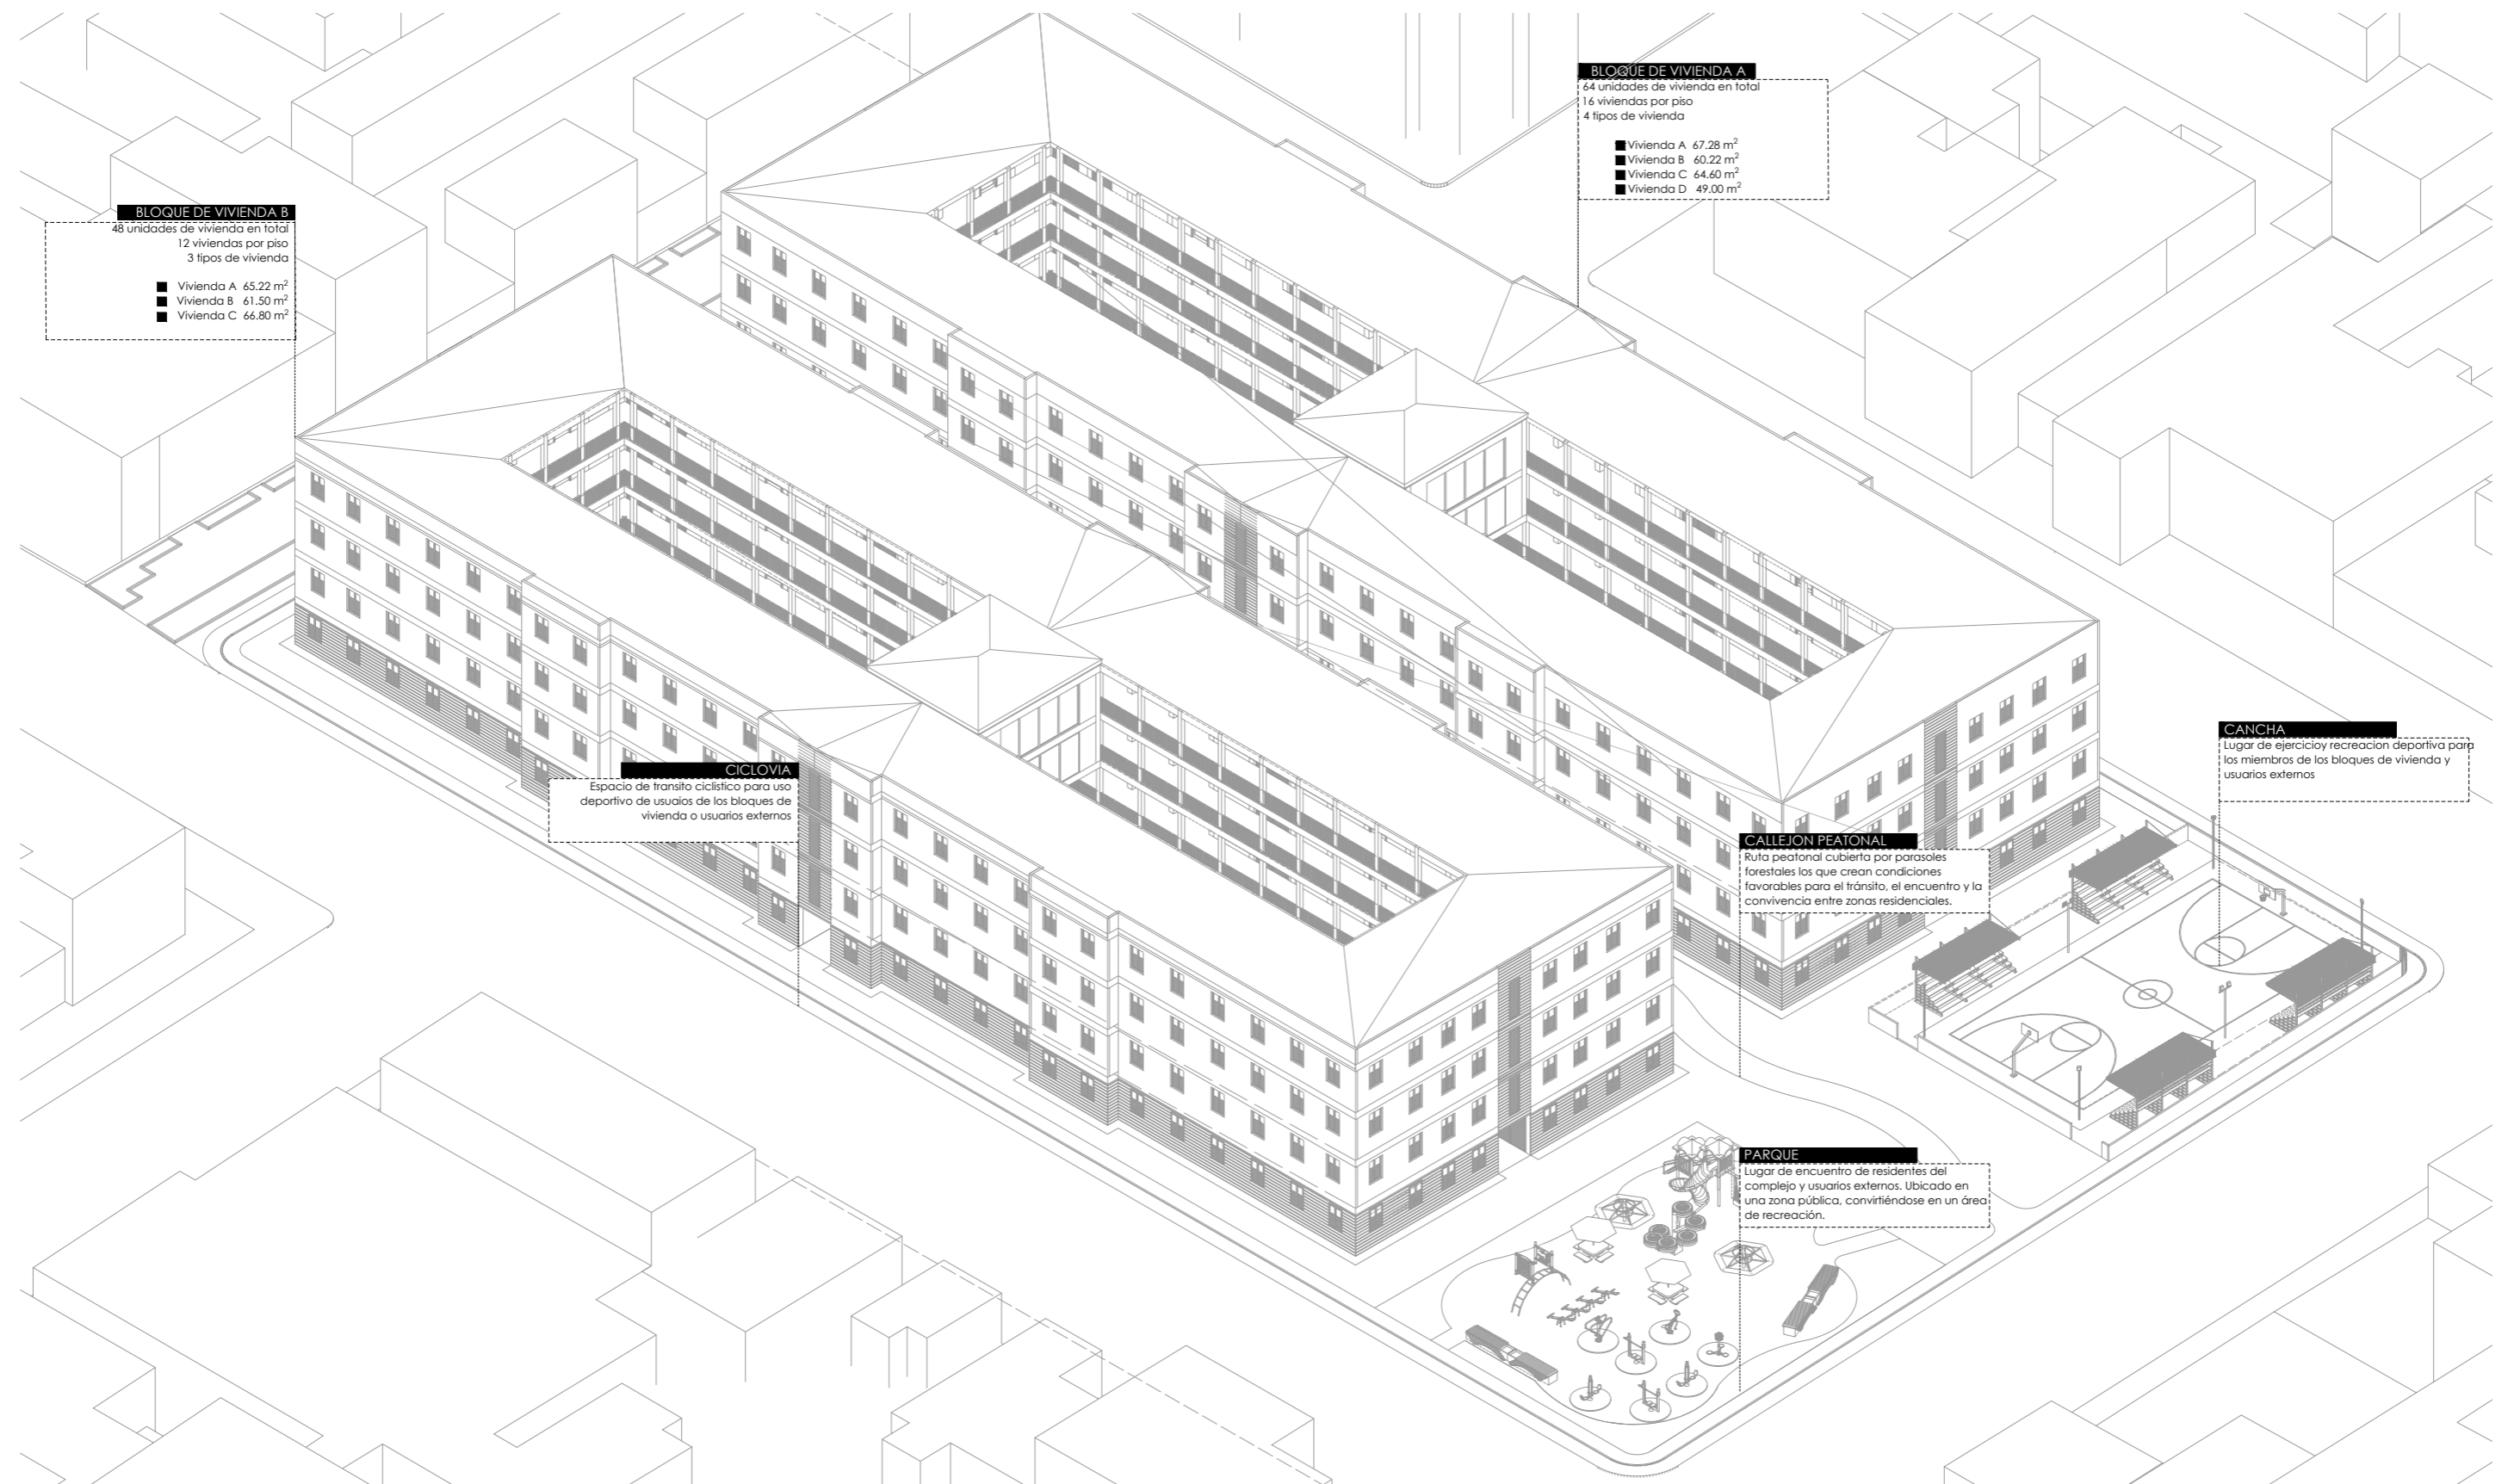 BLOQUE DE VIVIENDA A
64 unidades de vivienda en total
16 viviendas por piso
4 tipos de vivienda
Vivienda A 67.28 m²
Vivienda B 60.22 m²
Vivienda C 64.60 m²
Vivienda D 49.00 m²
BLOQUE DE VIVIENDA B
48 unidades de vivienda en total
12 viviendas por piso
3 tipos de vivienda
Vivienda A 65.22 m²
Vivienda B 61.50 m²
Vivienda C 66.80 m²
CICLOVIA
Espacio de transito ciclistico para uso
deportivo de usuaios de los bloques de
vivienda o usuarios externos
CANCHA
Lugar de ejercicioy recreacion deportiva para
los miembros de los bloques de vivienda y
usuarios externos
CALLEJON PEATONAL
Ruta peatonal cubierta por parasoles
forestales los que crean condiciones
favorables para el tránsito, el encuentro y la
convivencia entre zonas residenciales.
PARQUE
Lugar de encuentro de residentes del
complejo y usuarios externos. Ubicado en
una zona pública, convirtiéndose en un área
de recreación.